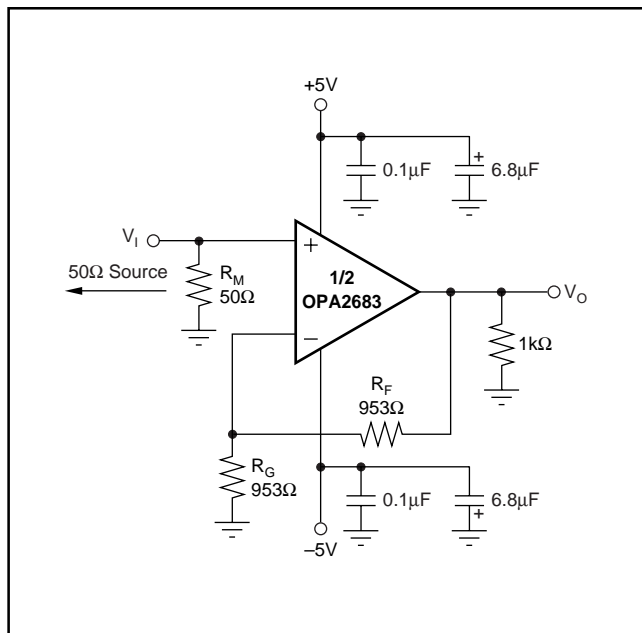 +5V
+
0.1µF
6.8µF
V_I
50Ω Source
R_M
50Ω
+
–
1/2
OPA2683
V_O
1kΩ
R_F
953Ω
R_G
953Ω
0.1µF
6.8µF
+
–5V